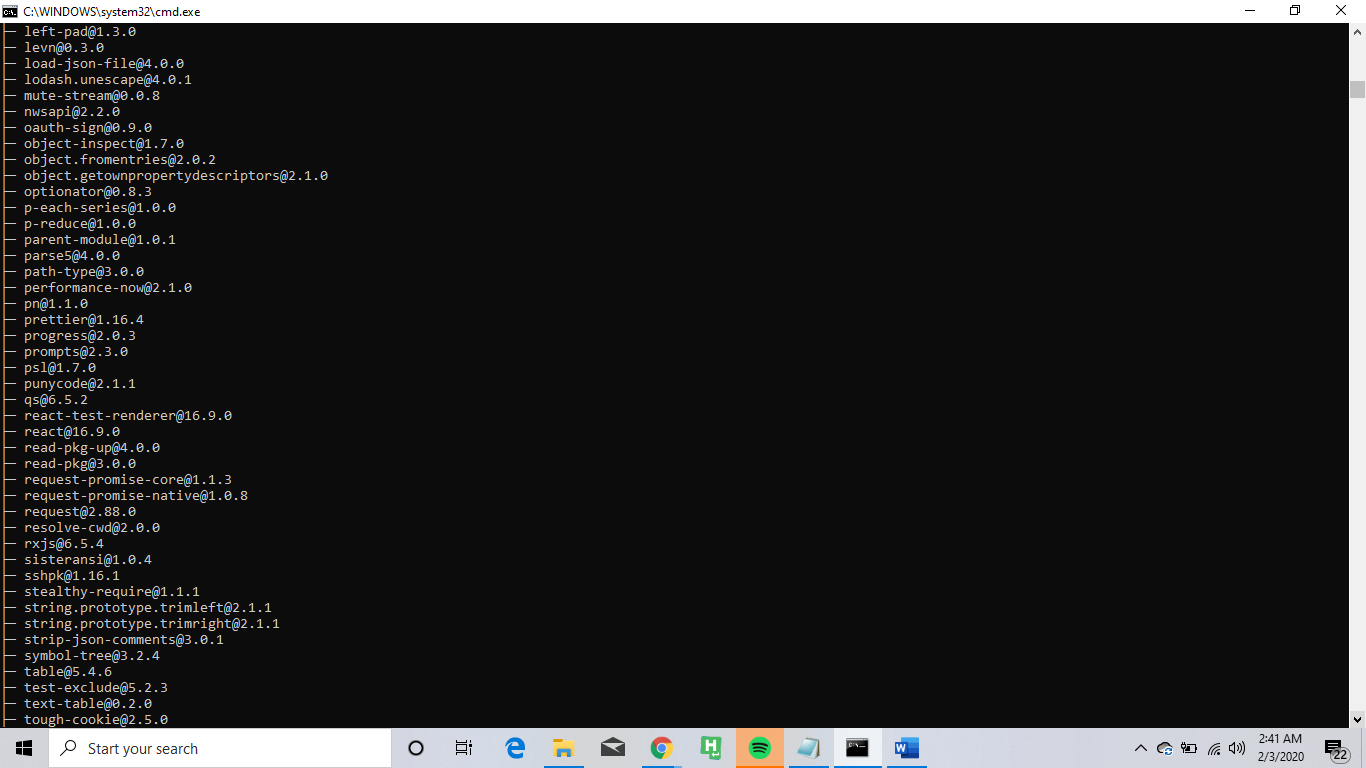 C:\WINDOWS\system32\cmd.exe
├─ left-pad@1.3.0
├─ levn@0.3.0
├─ load-json-file@4.0.0
├─ lodash.unescape@4.0.1
├─ mute-stream@0.0.8
├─ nwsapi@2.2.0
├─ oauth-sign@0.9.0
├─ object-inspect@1.7.0
├─ object.fromentries@2.0.2
├─ object.getownpropertydescriptors@2.1.0
├─ optionator@0.8.3
├─ p-each-series@1.0.0
├─ p-reduce@1.0.0
├─ parent-module@1.0.1
├─ parse5@4.0.0
├─ path-type@3.0.0
├─ performance-now@2.1.0
├─ pn@1.1.0
├─ prettier@1.16.4
├─ progress@2.0.3
├─ prompts@2.3.0
├─ psl@1.7.0
├─ punycode@2.1.1
├─ qs@6.5.2
├─ react-test-renderer@16.9.0
├─ react@16.9.0
├─ read-pkg-up@4.0.0
├─ read-pkg@3.0.0
├─ request-promise-core@1.1.3
├─ request-promise-native@1.0.8
├─ request@2.88.0
├─ resolve-cwd@2.0.0
├─ rxjs@6.5.4
├─ sisteransi@1.0.4
├─ sshpk@1.16.1
├─ stealthy-require@1.1.1
├─ string.prototype.trimleft@2.1.1
├─ string.prototype.trimright@2.1.1
├─ strip-json-comments@3.0.1
├─ symbol-tree@3.2.4
├─ table@5.4.6
├─ test-exclude@5.2.3
├─ text-table@0.2.0
├─ tough-cookie@2.5.0
Start your search
2:41 AM
2/3/2020
22